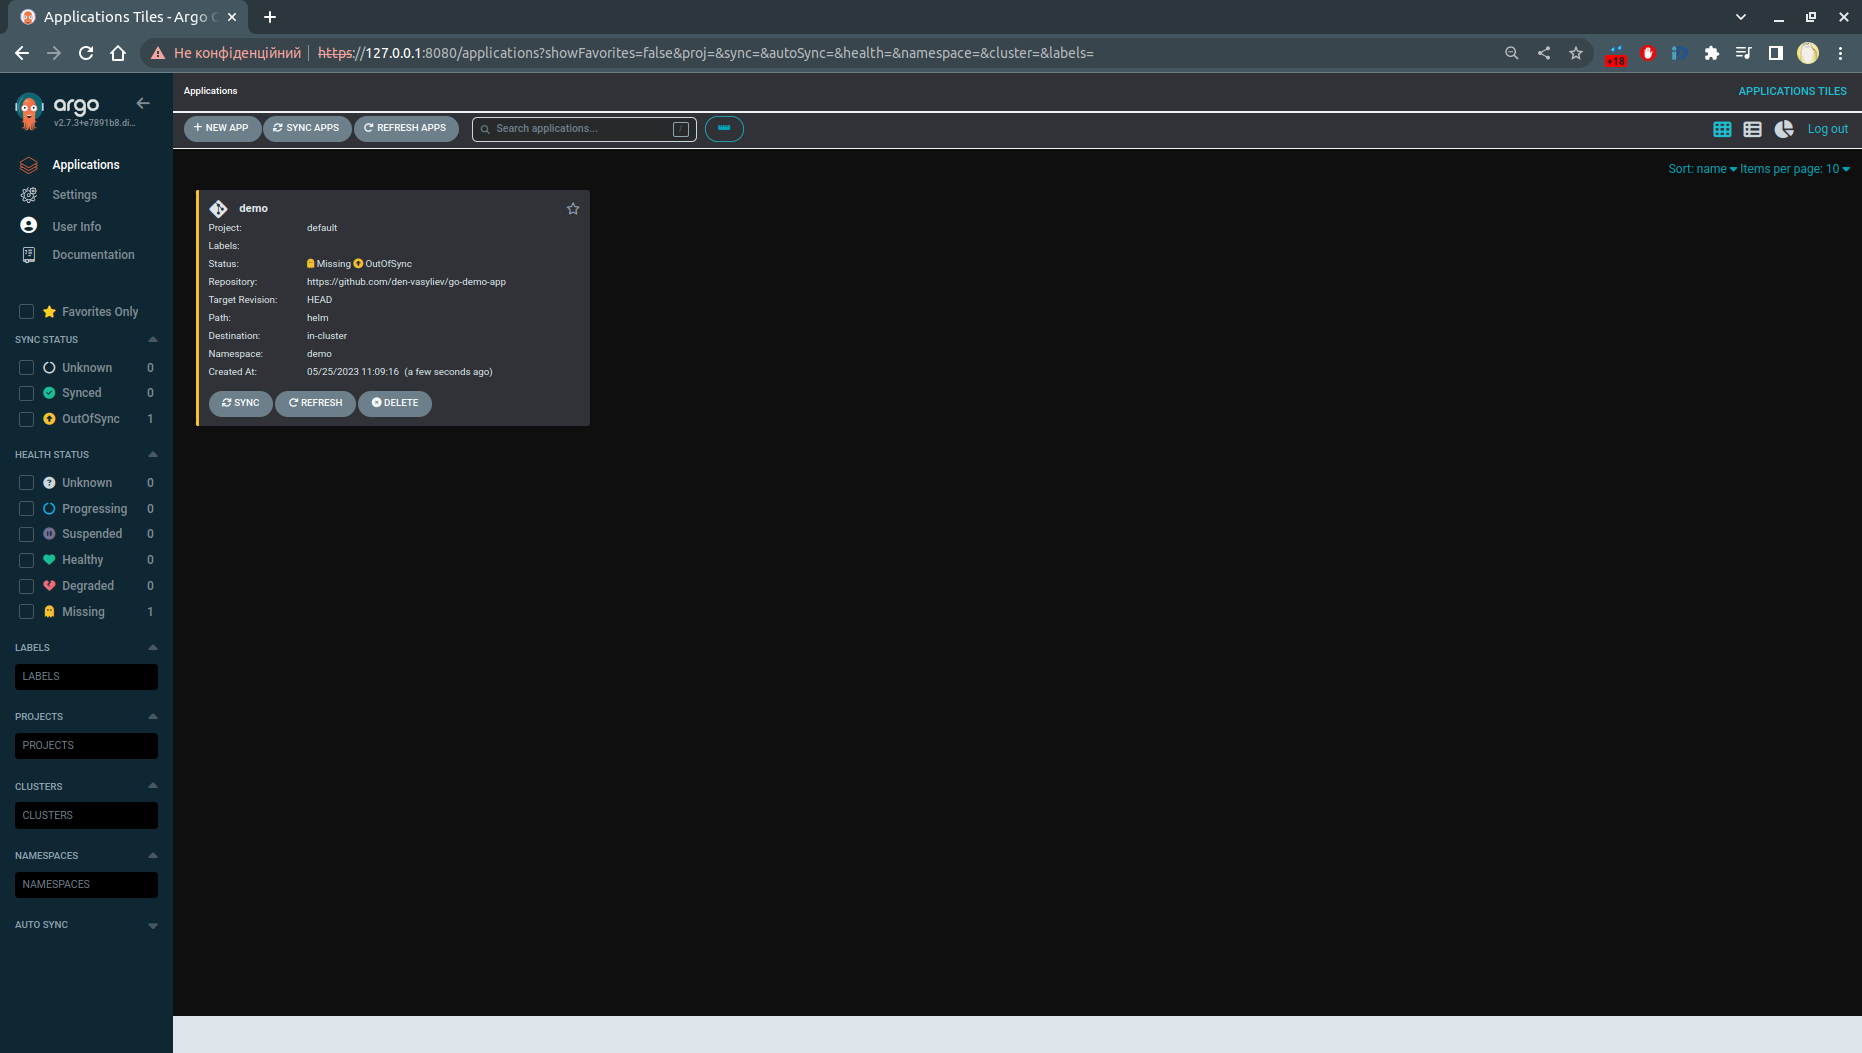 Applications Tiles - Argo C
Не конфіденційний
https://127.0.0.1:8080/applications?showFavorites=false&proj=&sync=&autoSync=&health=&namespace=&cluster=&labels=
+18
argo
v2.7.3+e7891b8.di...
Applications
Settings
User Info
Documentation
Favorites Only
SYNC STATUS
Unknown 0
Synced 0
OutOfSync 1
HEALTH STATUS
Unknown 0
Progressing 0
Suspended 0
Healthy 0
Degraded 0
Missing 1
LABELS
LABELS
PROJECTS
PROJECTS
CLUSTERS
CLUSTERS
NAMESPACES
NAMESPACES
AUTO SYNC
Applications
APPLICATIONS TILES
+ NEW APP
SYNC APPS
REFRESH APPS
Search applications...
/
Log out
Sort: name Items per page: 10
demo
Project: default
Labels:
Status: Missing OutOfSync
Repository: https://github.com/den-vasyliev/go-demo-app
Target Revision: HEAD
Path: helm
Destination: in-cluster
Namespace: demo
Created At: 05/25/2023 11:09:16 (a few seconds ago)
SYNC
REFRESH
DELETE